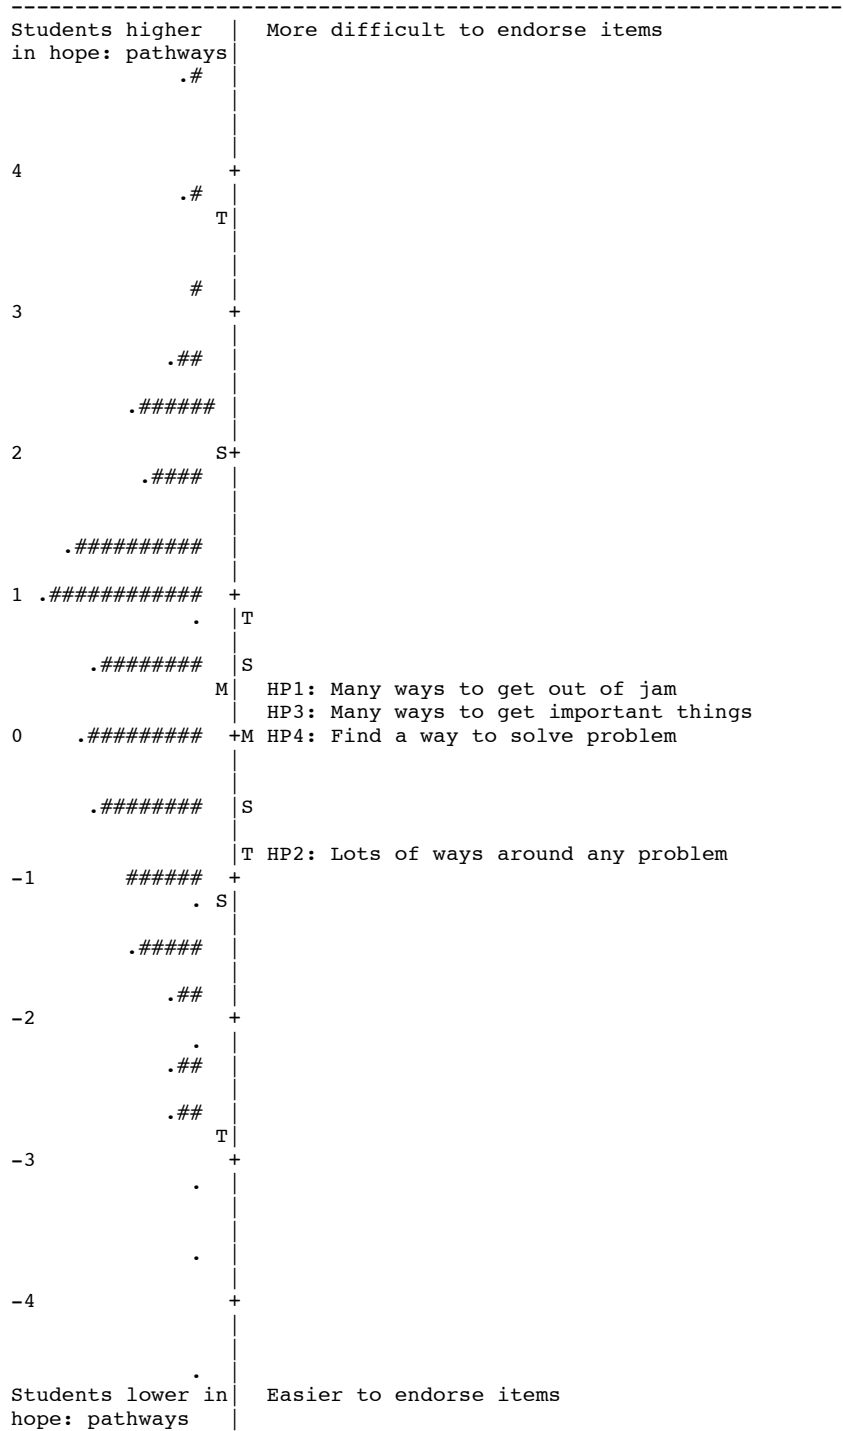 --------------------------------------------------------------
Students higher | More difficult to endorse items
in hope: pathways|
.# |
|
|
|
4 +
.# |
T|
|
|
# |
3 +
|
.## |
|
.###### |
|
2 S+
.#### |
|
|
.########## |
|
1 .############ +
. |T
|
.######## |S
M| HP1: Many ways to get out of jam
| HP3: Many ways to get important things
0 .######### +M HP4: Find a way to solve problem
|
|
.######## |S
|
|T HP2: Lots of ways around any problem
-1 ###### +
. S|
|
.##### |
|
.## |
-2 +
. |
.## |
|
.## |
T|
-3 +
. |
|
|
. |
|
-4 +
|
|
. |
Students lower in| Easier to endorse items
hope: pathways |